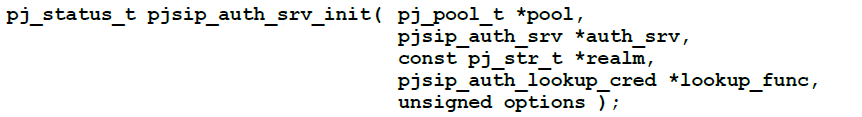 pj_status_t pjsip_auth_srv_init( pj_pool_t *pool,
pjsip_auth_srv *auth_srv,
const pj_str_t *realm,
pjsip_auth_lookup_cred *lookup_func,
unsigned options );